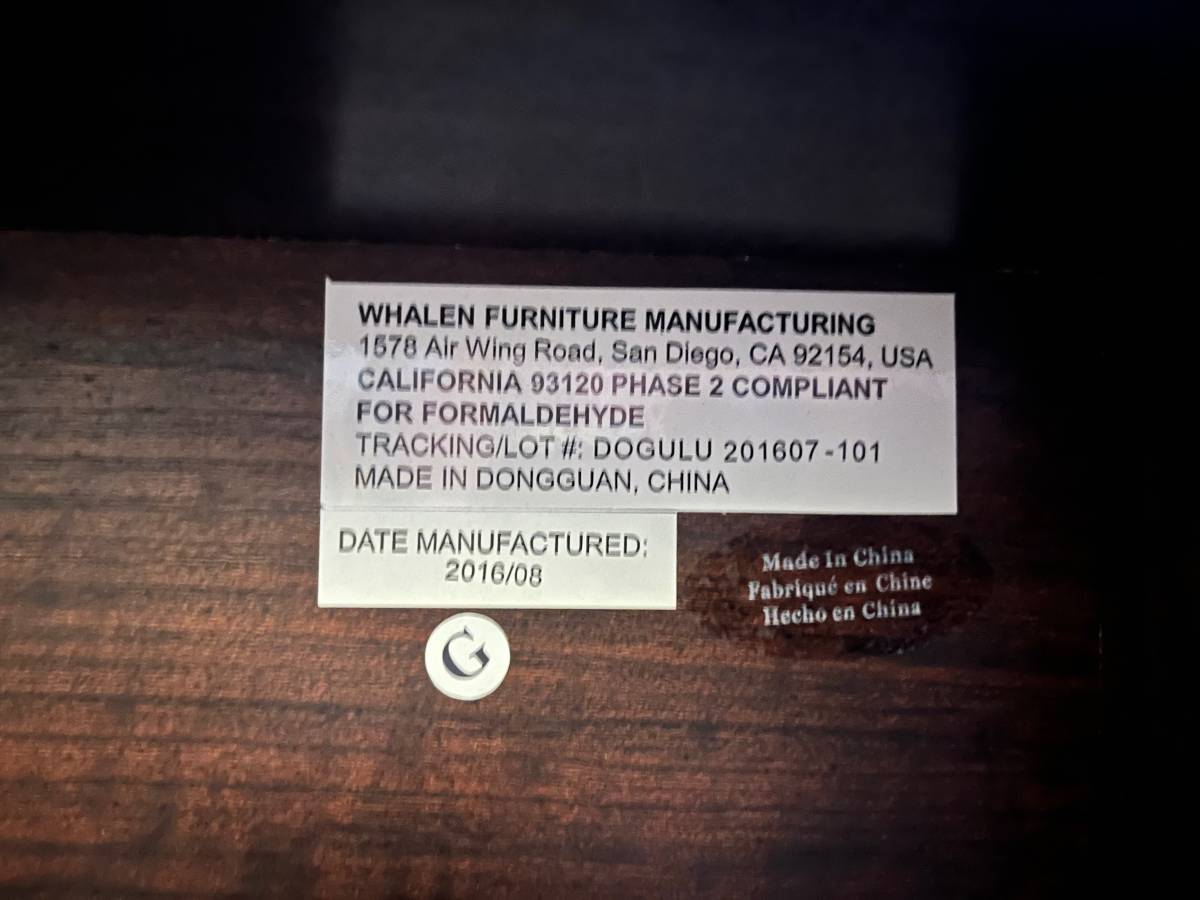 WHALEN FURNITURE MANUFACTURING
1578 Air Wing Road, San Diego, CA 92154, USA
CALIFORNIA 93120 PHASE 2 COMPLIANT
FOR FORMALDEHYDE
TRACKING/LOT #: DOGULU 201607-101
MADE IN DONGGUAN, CHINA
DATE MANUFACTURED:
2016/08
Made In China
Fabriqué en Chine
Hecho en China
G